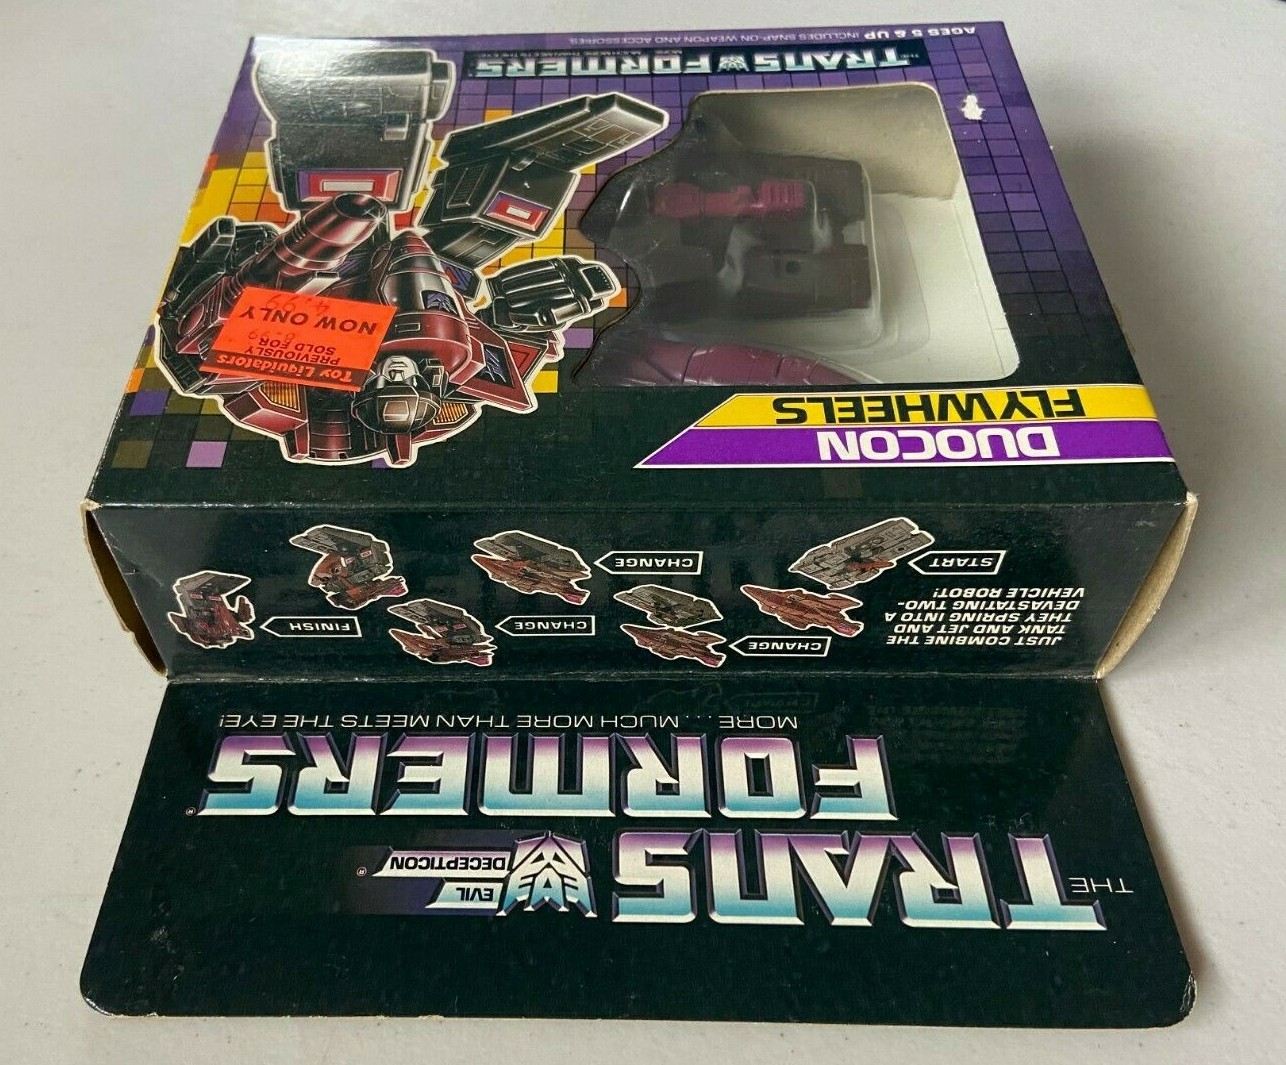 THE
TRANS
FORMERS
®
EVIL
DECEPTICON
®
MORE... MUCH MORE THAN MEETS THE EYE!
JUST COMBINE THE
TANK AND JET AND
THEY SPRING INTO A
DEVASTATING TWO-
VEHICLE ROBOT!
START
CHANGE
CHANGE
CHANGE
FINISH
DUOCON
FLYWHEELS
Toy Liquidators
PREVIOUSLY
SOLD FOR
8.99
NOW ONLY
4.99
THE
TRANSFORMERS
AGES 5 & UP INCLUDES SNAP-ON WEAPON AND ACCESSORIES.